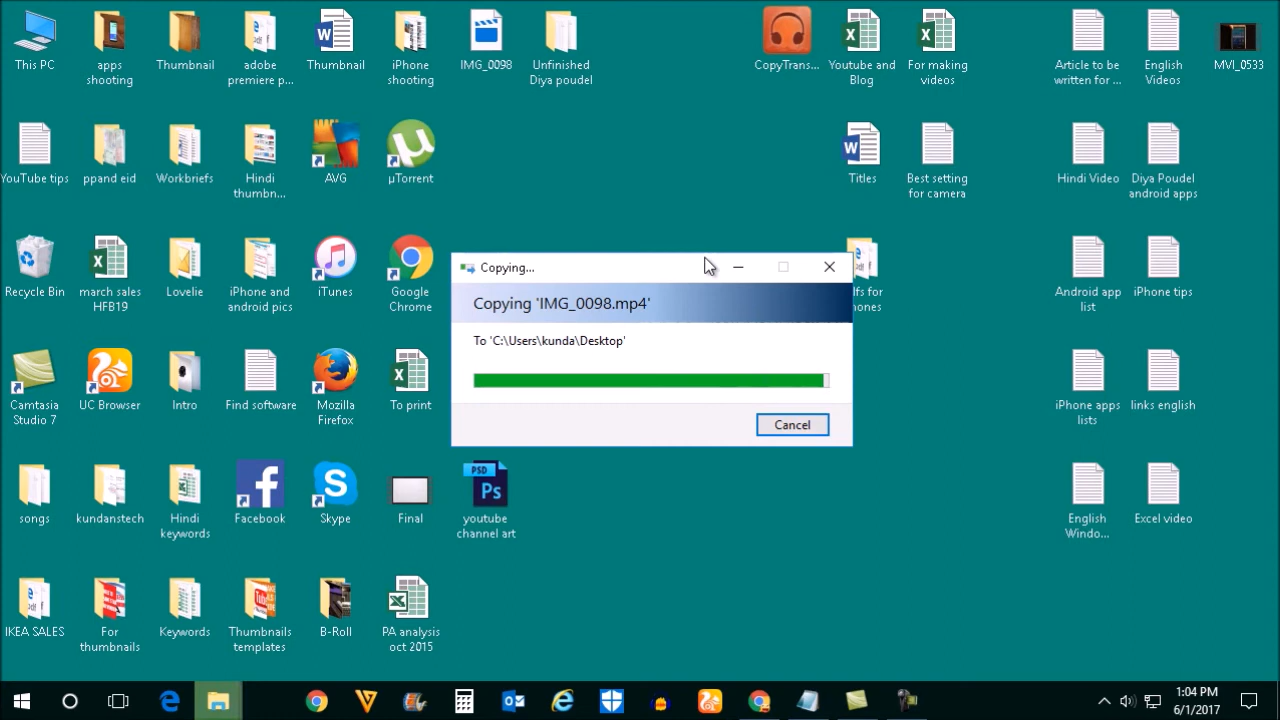 This PC
apps shooting
Thumbnail
adobe premiere p...
Thumbnail
iPhone shooting
IMG_0098
Unfinished Diya poudel
CopyTrans...
Youtube and Blog
For making videos
Article to be written for ...
English Videos
MVI_0533
YouTube tips
ppand eid
Workbriefs
Hindi thumbn...
AVG
µTorrent
Titles
Best setting for camera
Hindi Video
Diya Poudel android apps
Recycle Bin
march sales HFB19
Lovelie
iPhone and android pics
iTunes
Google Chrome
Copying...
Copying 'IMG_0098.mp4'
To 'C:\Users\kunda\Desktop'
Cancel
Android app list
iPhone tips
Camtasia Studio 7
UC Browser
Intro
Find software
Mozilla Firefox
To print
iPhone apps lists
links english
songs
kundanstech
Hindi keywords
Facebook
Skype
Final
PSD
Ps
youtube channel art
English Windo...
Excel video
IKEA SALES
For thumbnails
Keywords
Thumbnails templates
B-Roll
PA analysis oct 2015
1:04 PM
6/1/2017